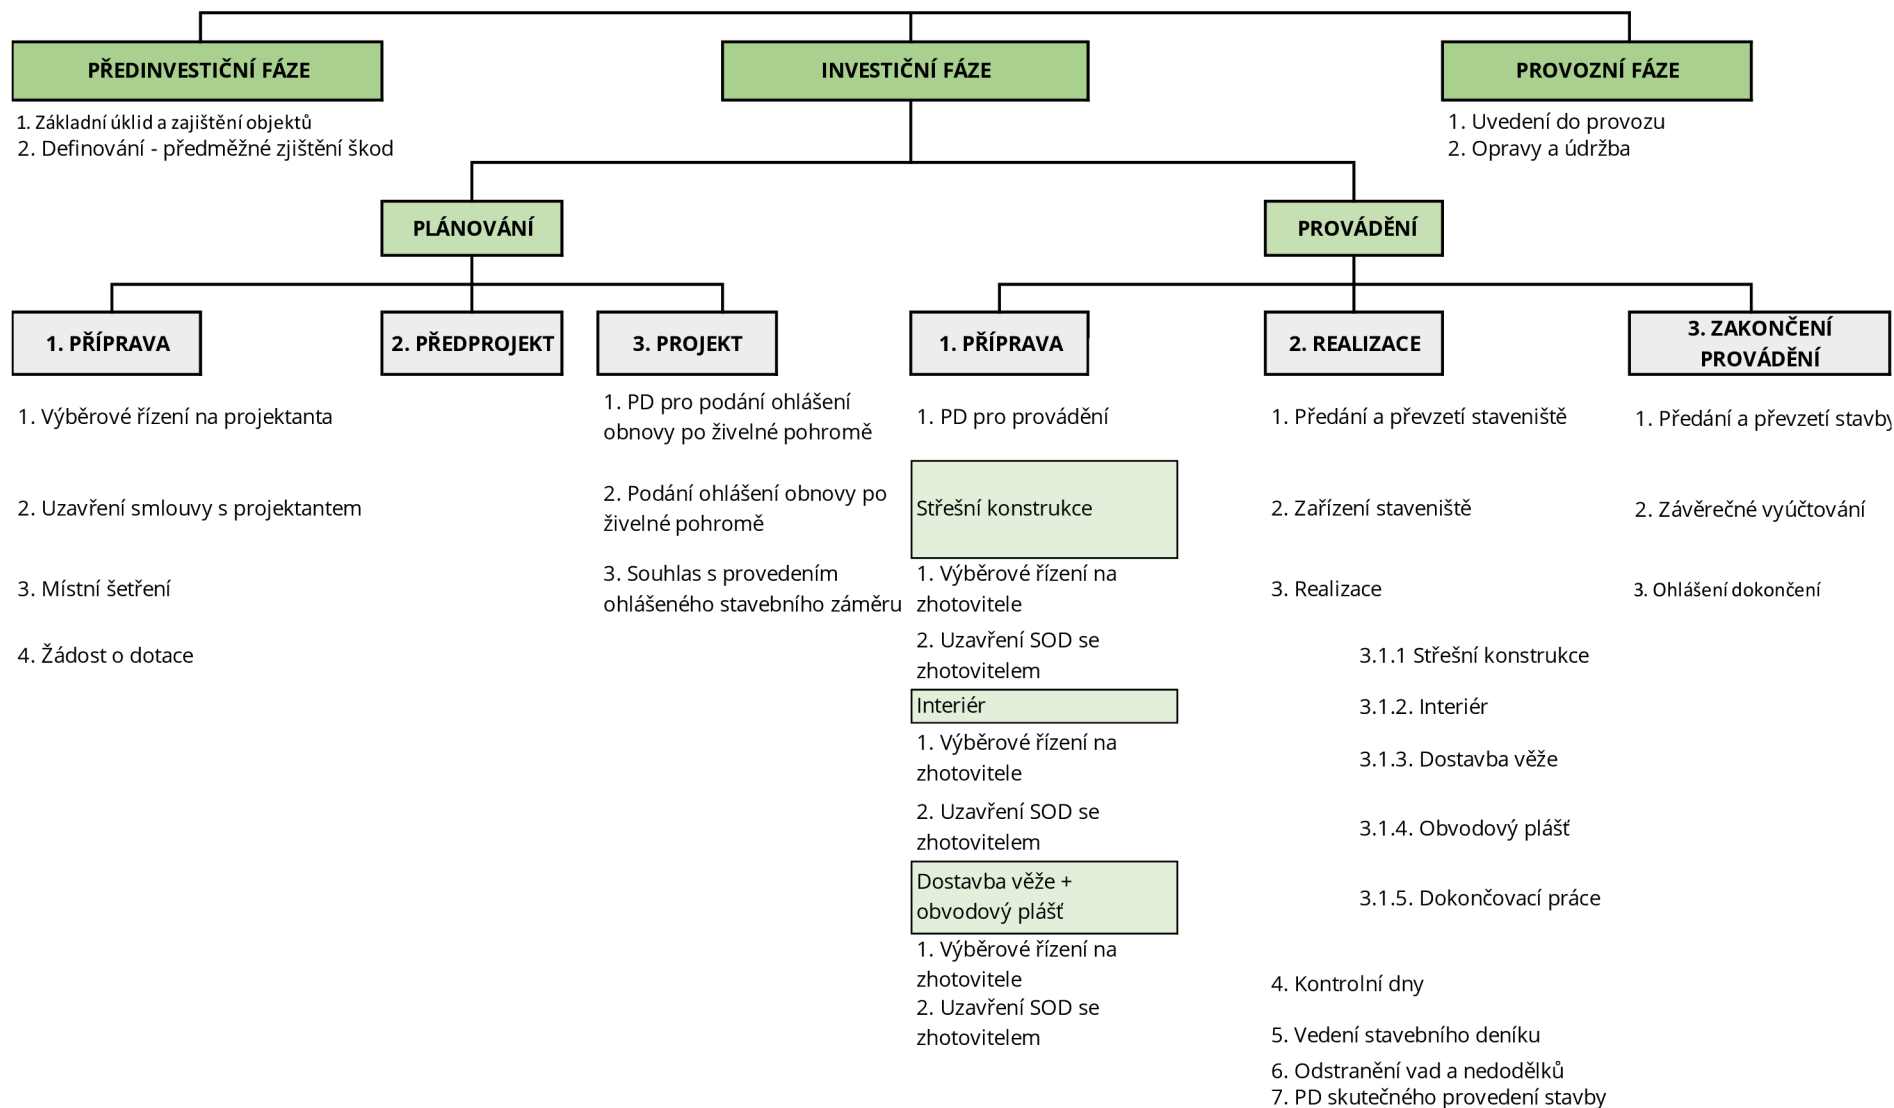 PŘEDINVESTIČNÍ FÁZE
INVESTIČNÍ FÁZE
PROVOZNÍ FÁZE
1. Základní úklid a zajištění objektů
2. Definování - předměžné zjištění škod
1. Uvedení do provozu
2. Opravy a údržba
PLÁNOVÁNÍ
PROVÁDĚNÍ
1. PŘÍPRAVA
2. PŘEDPROJEKT
3. PROJEKT
1. PŘÍPRAVA
2. REALIZACE
3. ZAKONČENÍ
PROVÁDĚNÍ
1. Výběrové řízení na projektanta
2. Uzavření smlouvy s projektantem
3. Místní šetření
4. Žádost o dotace
1. PD pro podání ohlášení
obnovy po živelné pohromě
2. Podání ohlášení obnovy po
živelné pohromě
3. Souhlas s provedením
ohlášeného stavebního záměru
1. PD pro provádění
Střešní konstrukce
1. Výběrové řízení na
zhotovitele
2. Uzavření SOD se
zhotovitelem
Interiér
1. Výběrové řízení na
zhotovitele
2. Uzavření SOD se
zhotovitelem
Dostavba věže +
obvodový plášť
1. Výběrové řízení na
zhotovitele
2. Uzavření SOD se
zhotovitelem
1. Předání a převzetí staveniště
2. Zařízení staveniště
3. Realizace
3.1.1 Střešní konstrukce
3.1.2. Interiér
3.1.3. Dostavba věže
3.1.4. Obvodový plášť
3.1.5. Dokončovací práce
4. Kontrolní dny
5. Vedení stavebního deníku
6. Odstranění vad a nedodělků
7. PD skutečného provedení stavby
1. Předání a převzetí stavby
2. Závěrečné vyúčtování
3. Ohlášení dokončení